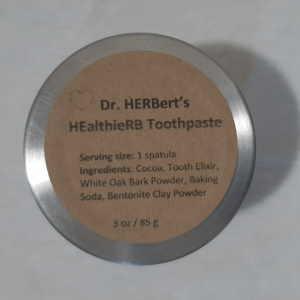 Dr. HERBert's
HEalthieRB Toothpaste
Serving size: 1 spatula
Ingredients: Cocoa, Tooth Elixir,
White Oak Bark Powder, Baking
Soda, Bentonite Clay Powder
3 oz / 85 g